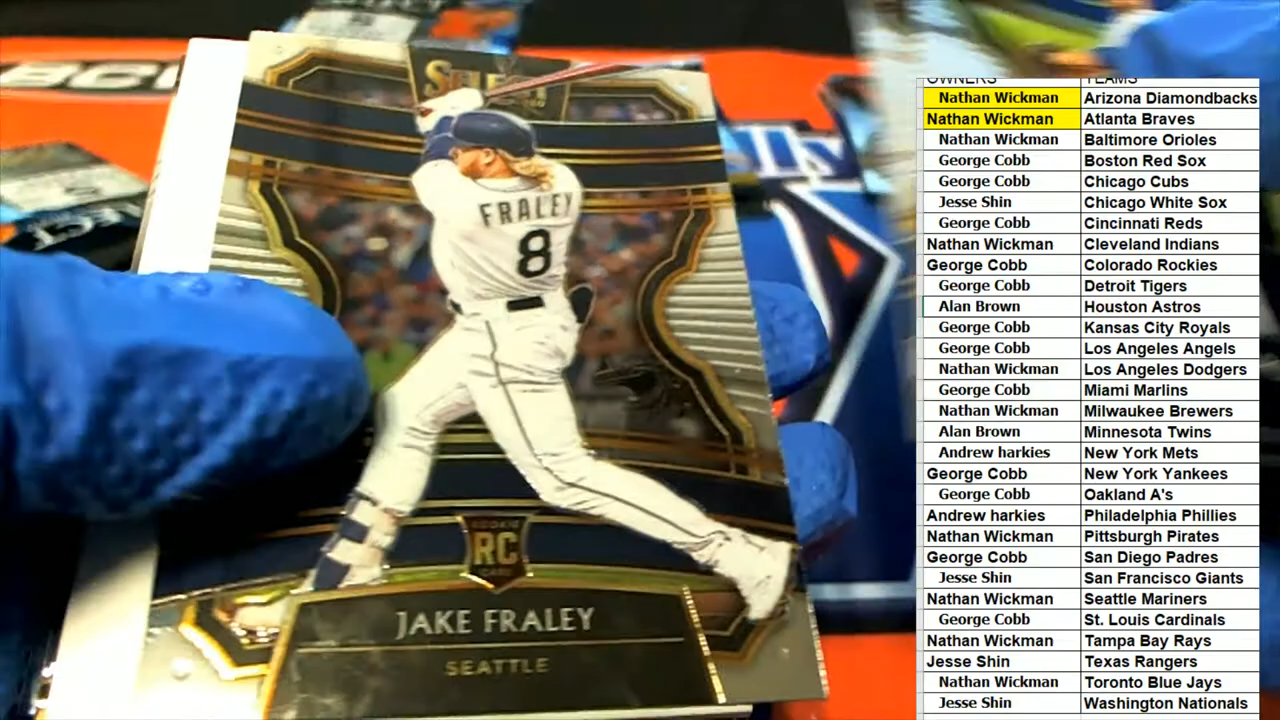 SELECT
FRALEY
8
ROOKIE
RC
CARD
JAKE FRALEY
SEATTLE
OWNERS TEAMS
Nathan Wickman Arizona Diamondbacks
Nathan Wickman Atlanta Braves
Nathan Wickman Baltimore Orioles
George Cobb Boston Red Sox
George Cobb Chicago Cubs
Jesse Shin Chicago White Sox
George Cobb Cincinnati Reds
Nathan Wickman Cleveland Indians
George Cobb Colorado Rockies
George Cobb Detroit Tigers
Alan Brown Houston Astros
George Cobb Kansas City Royals
George Cobb Los Angeles Angels
Nathan Wickman Los Angeles Dodgers
George Cobb Miami Marlins
Nathan Wickman Milwaukee Brewers
Alan Brown Minnesota Twins
Andrew harkies New York Mets
George Cobb New York Yankees
George Cobb Oakland A's
Andrew harkies Philadelphia Phillies
Nathan Wickman Pittsburgh Pirates
George Cobb San Diego Padres
Jesse Shin San Francisco Giants
Nathan Wickman Seattle Mariners
George Cobb St. Louis Cardinals
Nathan Wickman Tampa Bay Rays
Jesse Shin Texas Rangers
Nathan Wickman Toronto Blue Jays
Jesse Shin Washington Nationals